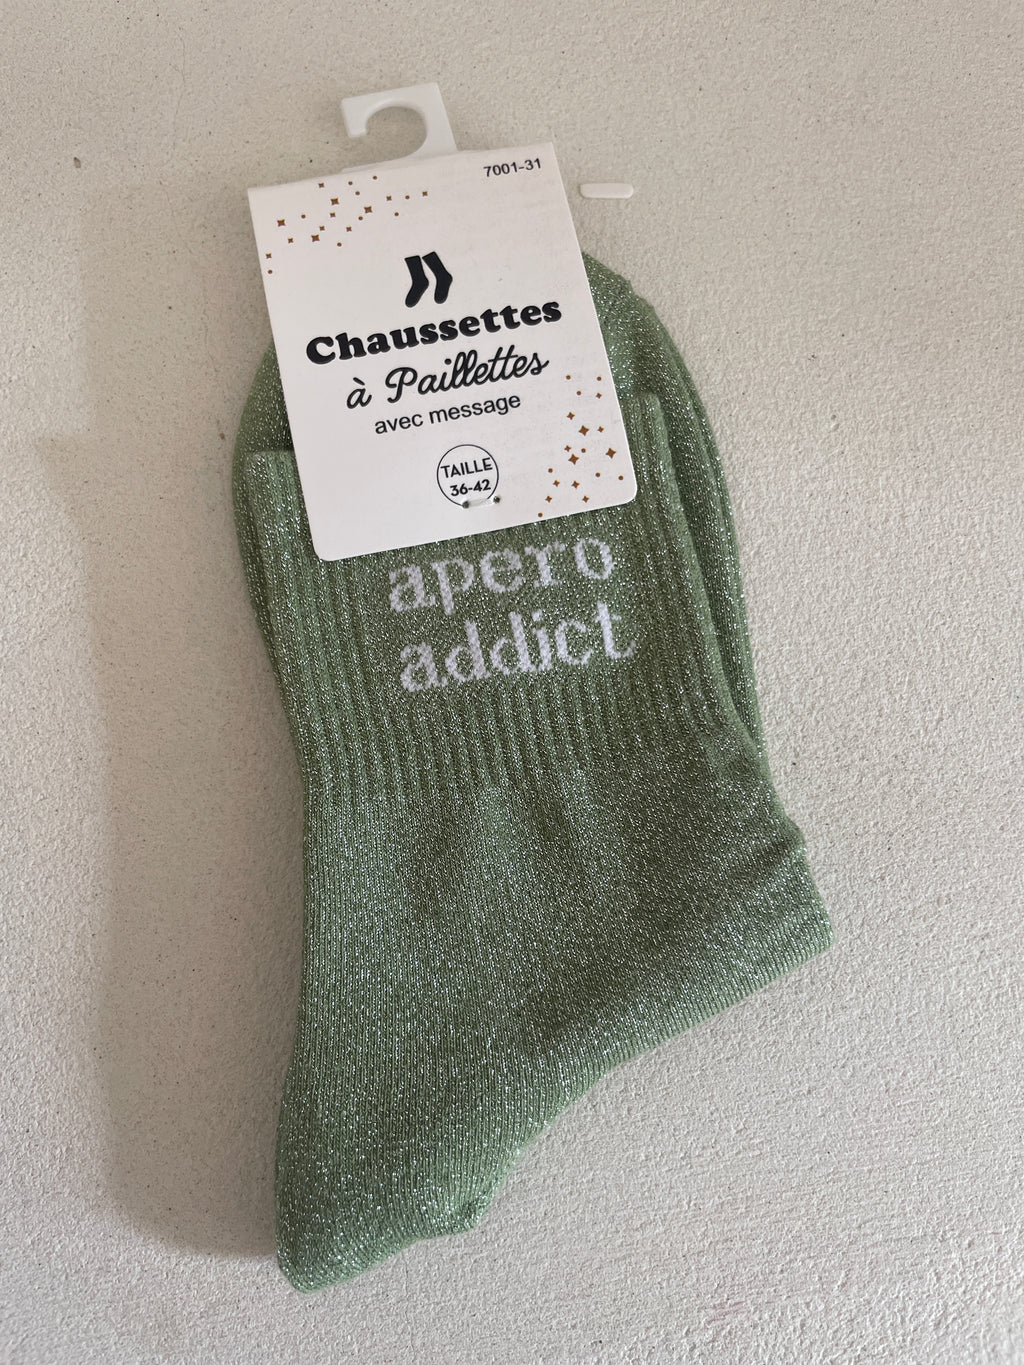 7001-31
Chaussettes
à Paillettes
avec message
TAILLE
36-42
apero
addict